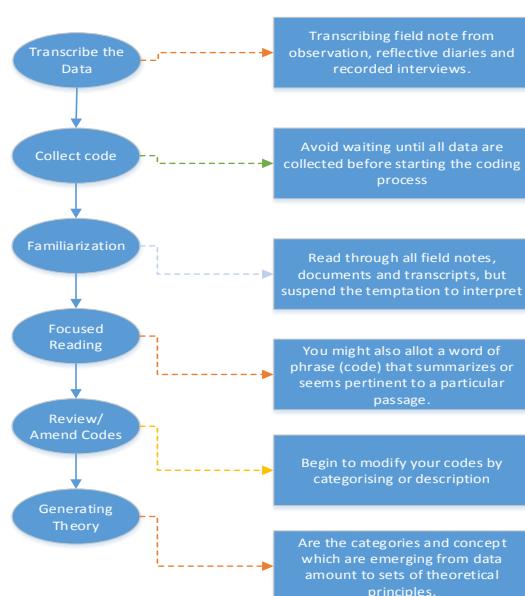 Transcribe the
Data
Transcribing field note from
observation, reflective diaries and
recorded interviews.
Collect code
Avoid waiting until all data are
collected before starting the coding
process
Familiarization
Read through all field notes,
documents and transcripts, but
suspend the temptation to interpret
Focused
Reading
You might also allot a word of
phrase (code) that summarizes or
seems pertinent to a particular
passage.
Review/
Amend Codes
Begin to modify your codes by
categorising or description
Generating
Theory
Are the categories and concept
which are emerging from data
amount to sets of theoretical
principles.